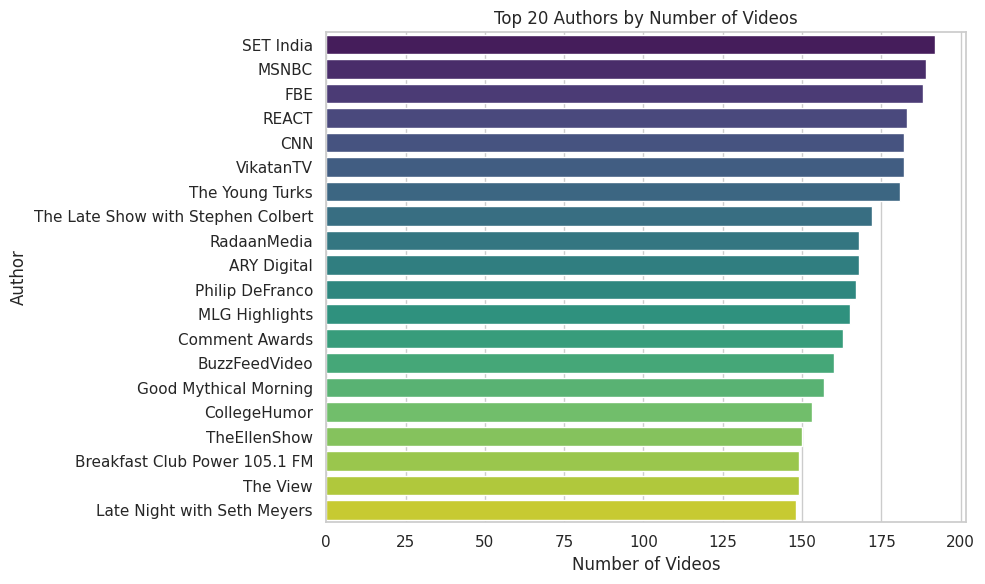 Top 20 Authors by Number of Videos
SET India
MSNBC
FBE
REACT
CNN
VikatanTV
The Young Turks
The Late Show with Stephen Colbert
RadaanMedia
ARY Digital
Philip DeFranco
MLG Highlights
Comment Awards
BuzzFeedVideo
Good Mythical Morning
CollegeHumor
TheEllenShow
Breakfast Club Power 105.1 FM
The View
Late Night with Seth Meyers
Author
0 25 50 75 100 125 150 175 200
Number of Videos